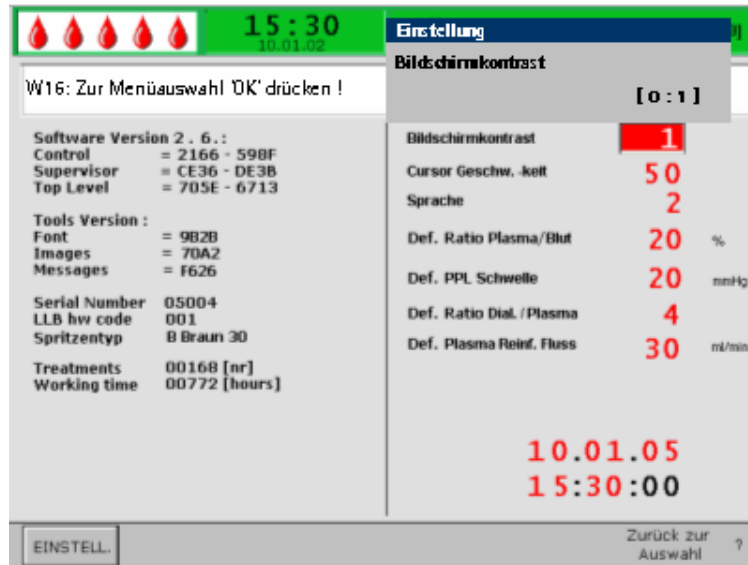 15:30
10.01.02
Einstellung
Bildschirmkontrast
[0:1]
W16: Zur Menüauswahl 'OK' drücken !
Software Version 2 . 6.:
Control = 2166 - 598F
Supervisor = CE36 - DE3B
Top Level = 705E - 6713
Tools Version :
Font = 9B2B
Images = 70A2
Messages = F626
Serial Number 05004
LLB hw code 001
Spritzentyp B Braun 30
Treatments 00168 [nr]
Working time 00772 [hours]
Bildschirmkontrast 1
Cursor Geschw. -keit 50
Sprache 2
Def. Ratio Plasma/Blut 20 %
Def. PPL Schwelle 20 mmHg
Def. Ratio Dial. / Plasma 4
Def. Plasma Reinf. Fluss 30 ml/min
10.01.05
15:30:00
EINSTELL.
Zurück zur
Auswahl ?